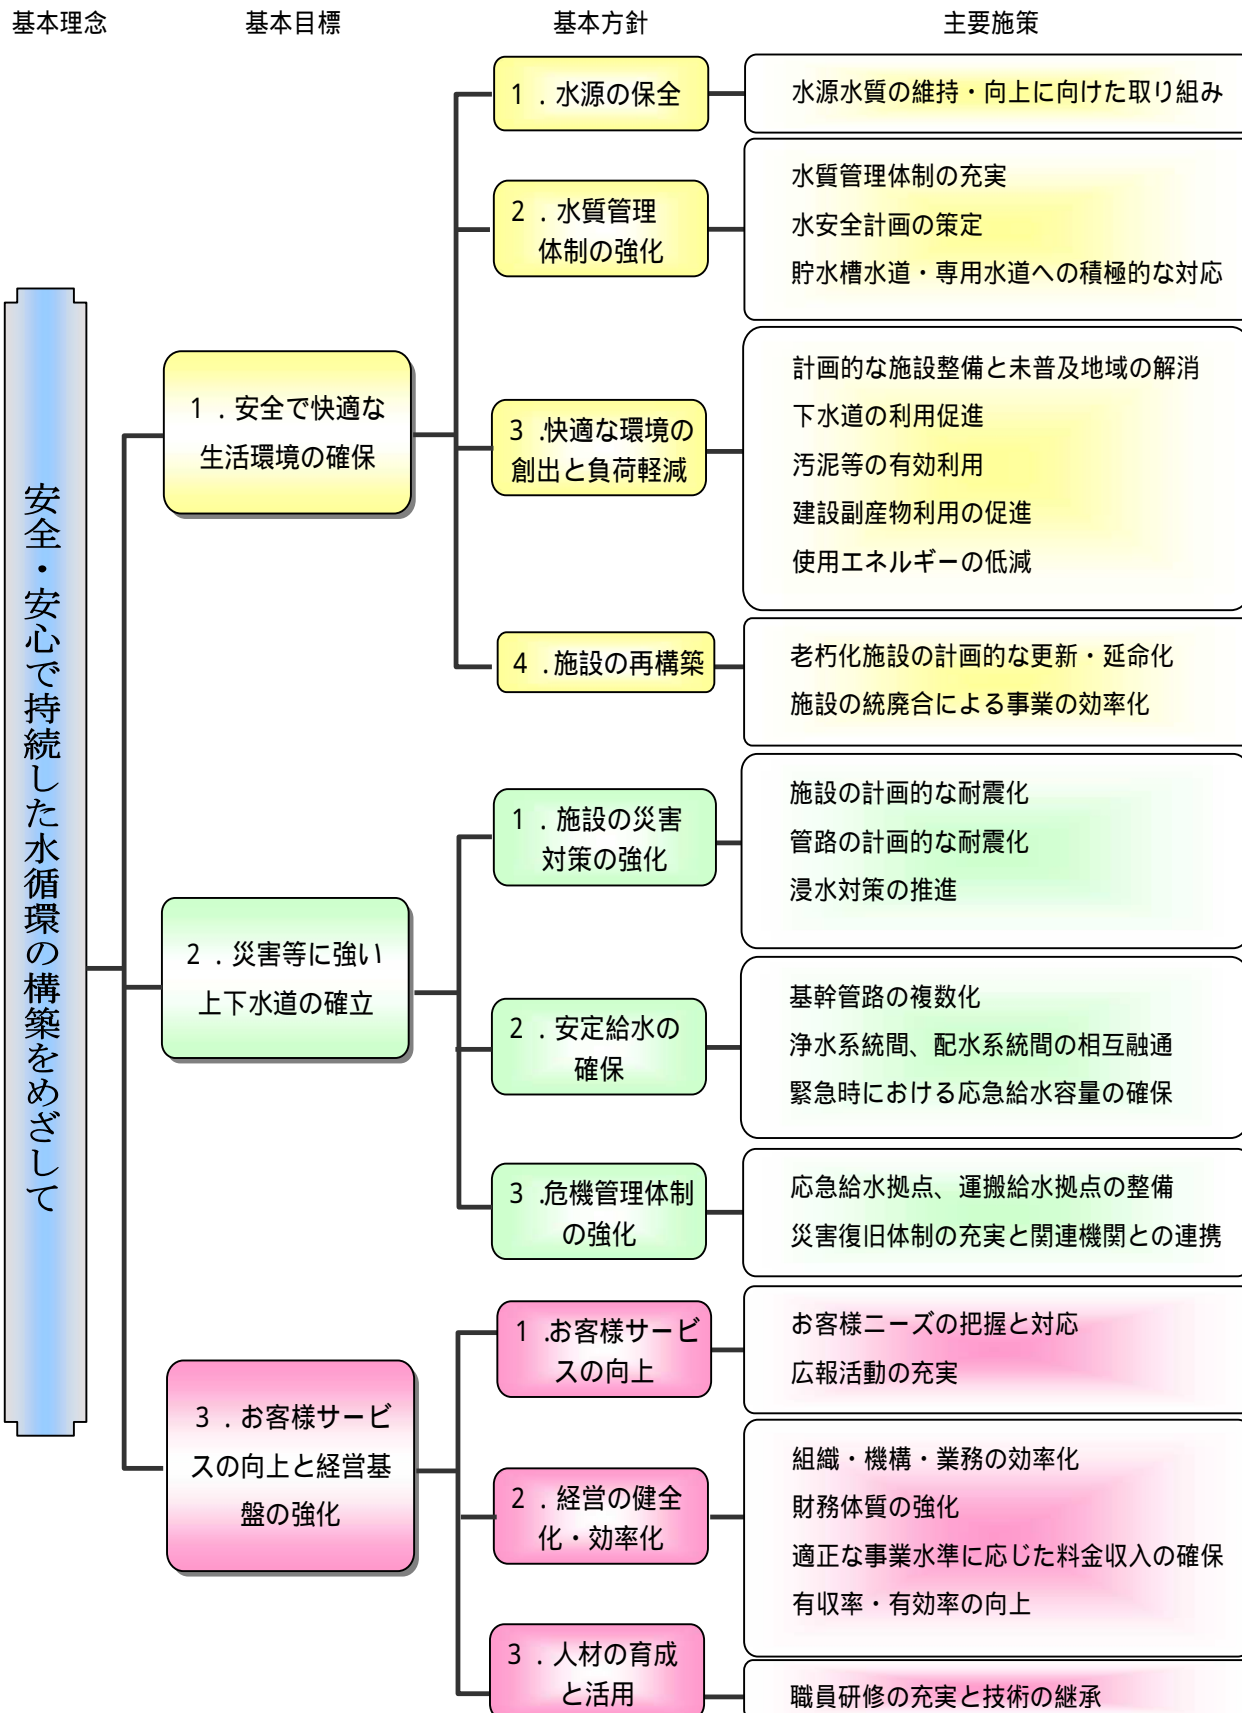 基本理念
基本目標
基本方針
主要施策
安全・安心で持続した水循環の構築をめざして
1．安全で快適な
生活環境の確保
1．水源の保全
水源水質の維持・向上に向けた取り組み
2．水質管理
体制の強化
水質管理体制の充実
水安全計画の策定
貯水槽水道・専用水道への積極的な対応
3.快適な環境の
創出と負荷軽減
計画的な施設整備と未普及地域の解消
下水道の利用促進
汚泥等の有効利用
建設副産物利用の促進
使用エネルギーの低減
4.施設の再構築
老朽化施設の計画的な更新・延命化
施設の統廃合による事業の効率化
2．災害等に強い
上下水道の確立
1．施設の災害
対策の強化
施設の計画的な耐震化
管路の計画的な耐震化
浸水対策の推進
2．安定給水の
確保
基幹管路の複数化
浄水系統間、配水系統間の相互融通
緊急時における応急給水容量の確保
3.危機管理体制
の強化
応急給水拠点、運搬給水拠点の整備
災害復旧体制の充実と関連機関との連携
3．お客様サービ
スの向上と経営基
盤の強化
1.お客様サービ
スの向上
お客様ニーズの把握と対応
広報活動の充実
2．経営の健全
化・効率化
組織・機構・業務の効率化
財務体質の強化
適正な事業水準に応じた料金収入の確保
有収率・有効率の向上
3．人材の育成
と活用
職員研修の充実と技術の継承